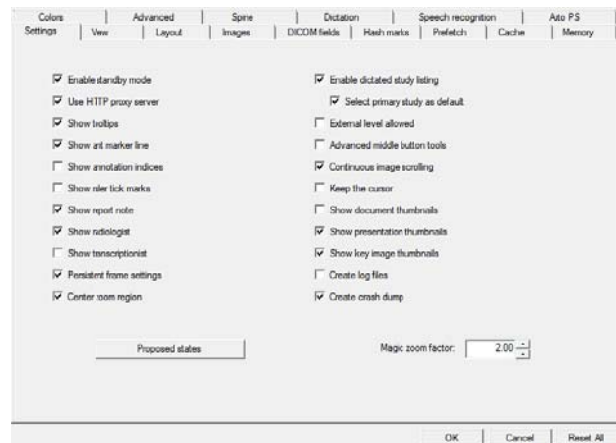 Colors Advanced Spine Dictation Speech recognition Auto PS
Settings View Layout Images DICOM fields Hash marks Prefetch Cache Memory
Enable standby mode
Use HTTP proxy server
Show tooltips
Show ant marker line
Show annotation indices
Show ruler tick marks
Show report note
Show radiologist
Show transcriptionist
Persistent frame settings
Center zoom region
Enable dictated study listing
Select primary study as default
External level allowed
Advanced middle button tools
Continuous image scrolling
Keep the cursor
Show document thumbnails
Show presentation thumbnails
Show key image thumbnails
Create log files
Create crash dump
Proposed states
Magic zoom factor: 2.00
OK Cancel Reset All